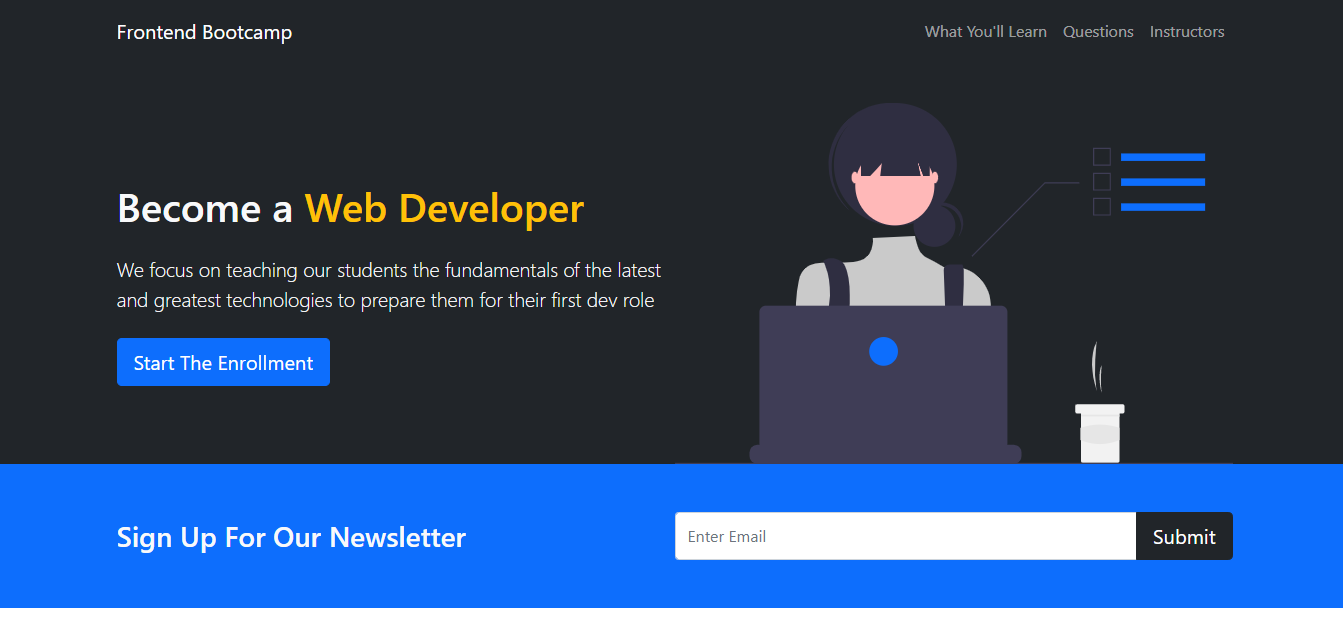 Frontend Bootcamp
What You'll Learn Questions Instructors
Become a Web Developer
We focus on teaching our students the fundamentals of the latest
and greatest technologies to prepare them for their first dev role
Start The Enrollment
Sign Up For Our Newsletter
Enter Email
Submit